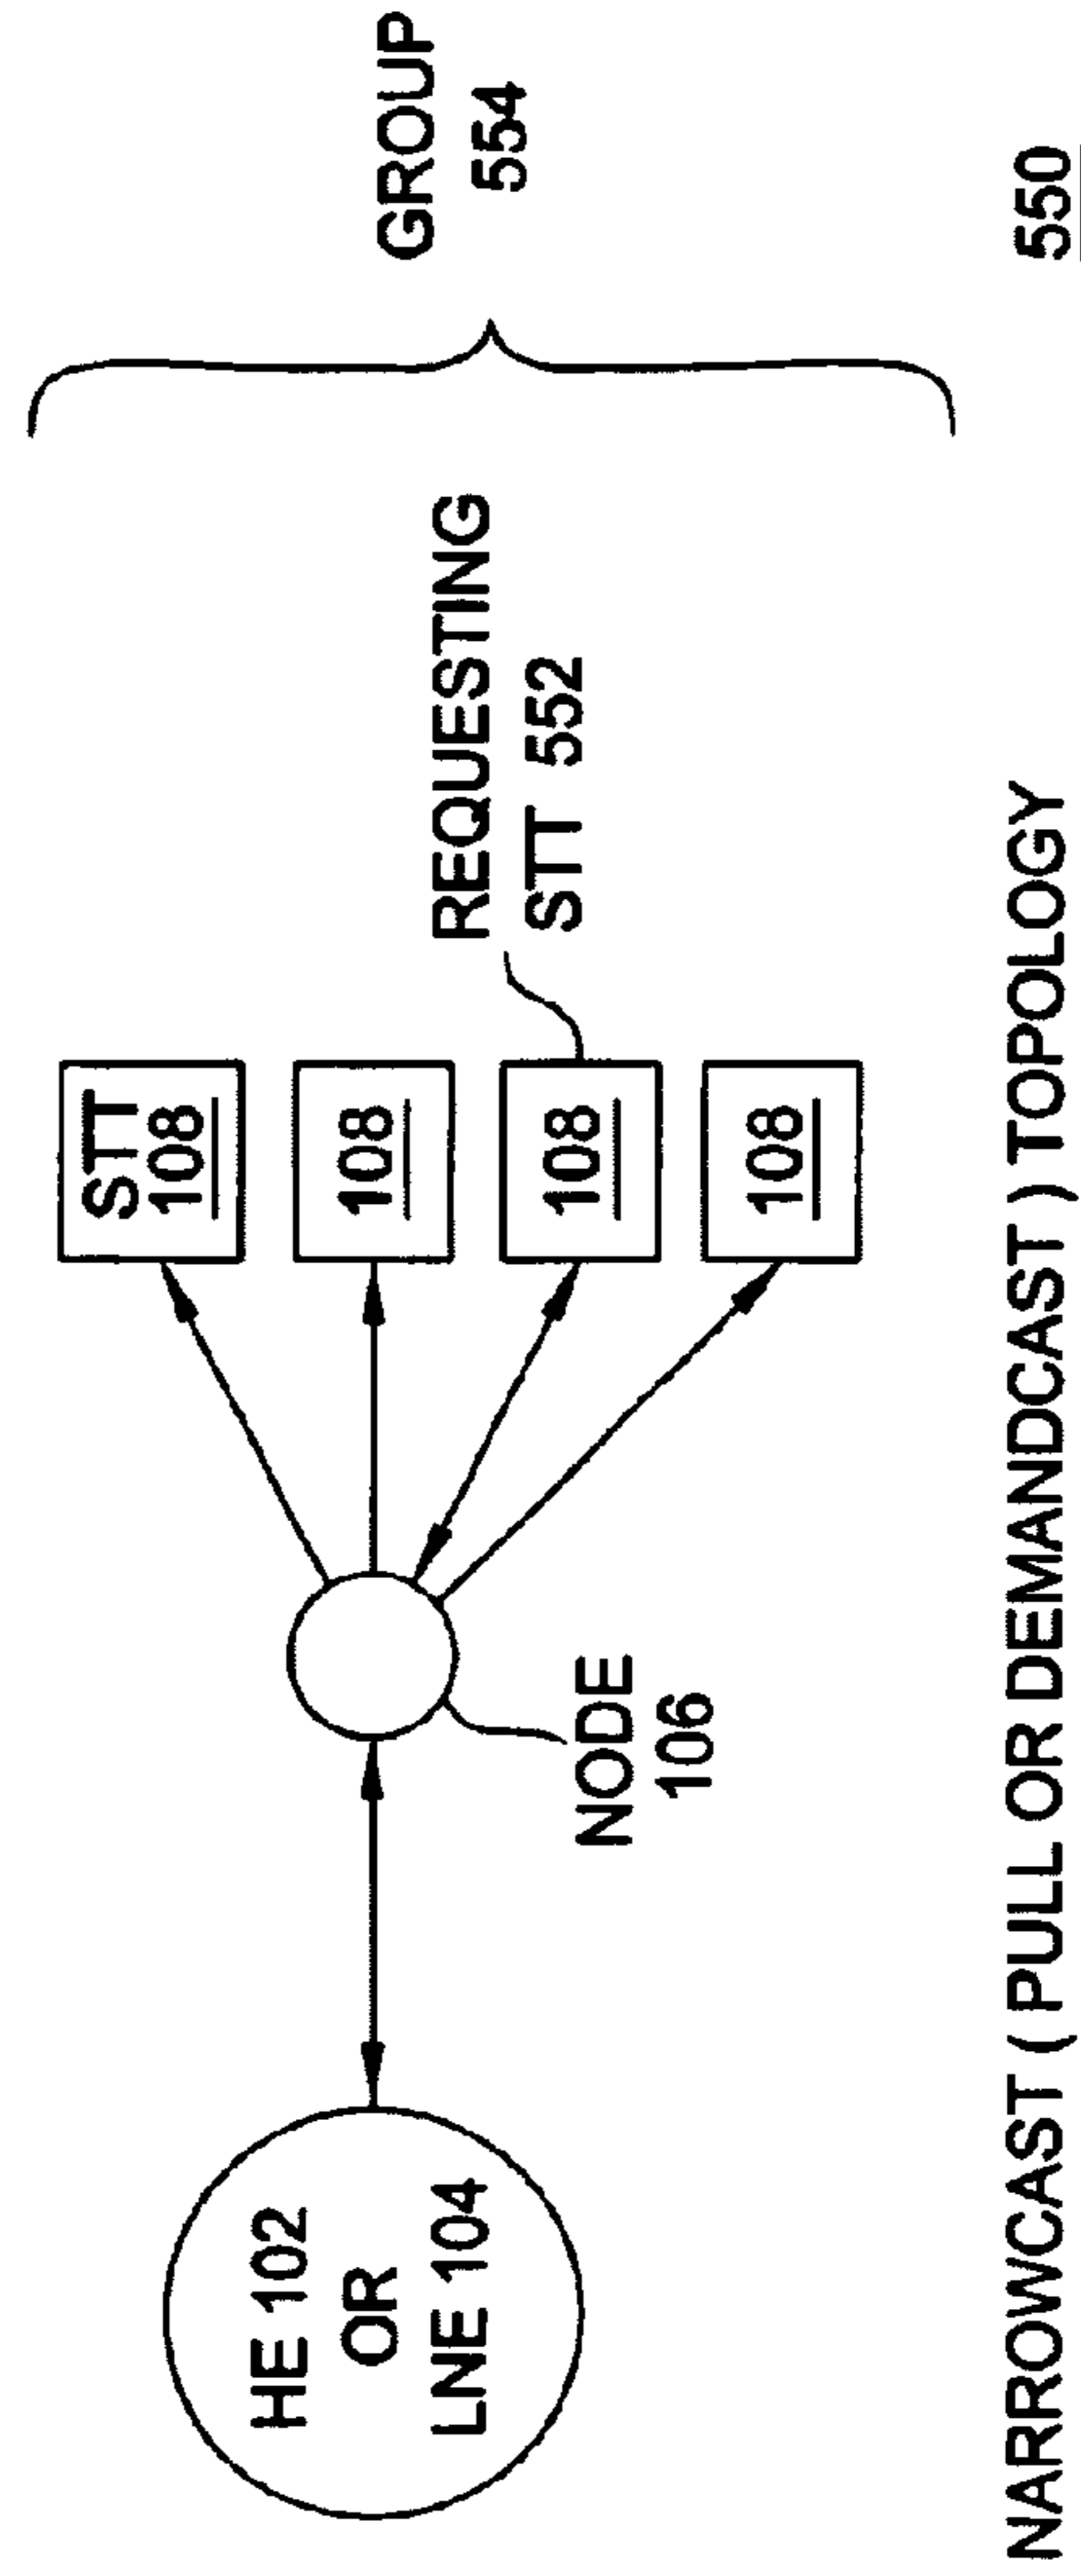 HE 102
OR
LNE 104
NODE
106
STT
108
108
108
108
REQUESTING
STT 552
GROUP
554
NARROWCAST ( PULL OR DEMANDCAST ) TOPOLOGY
550